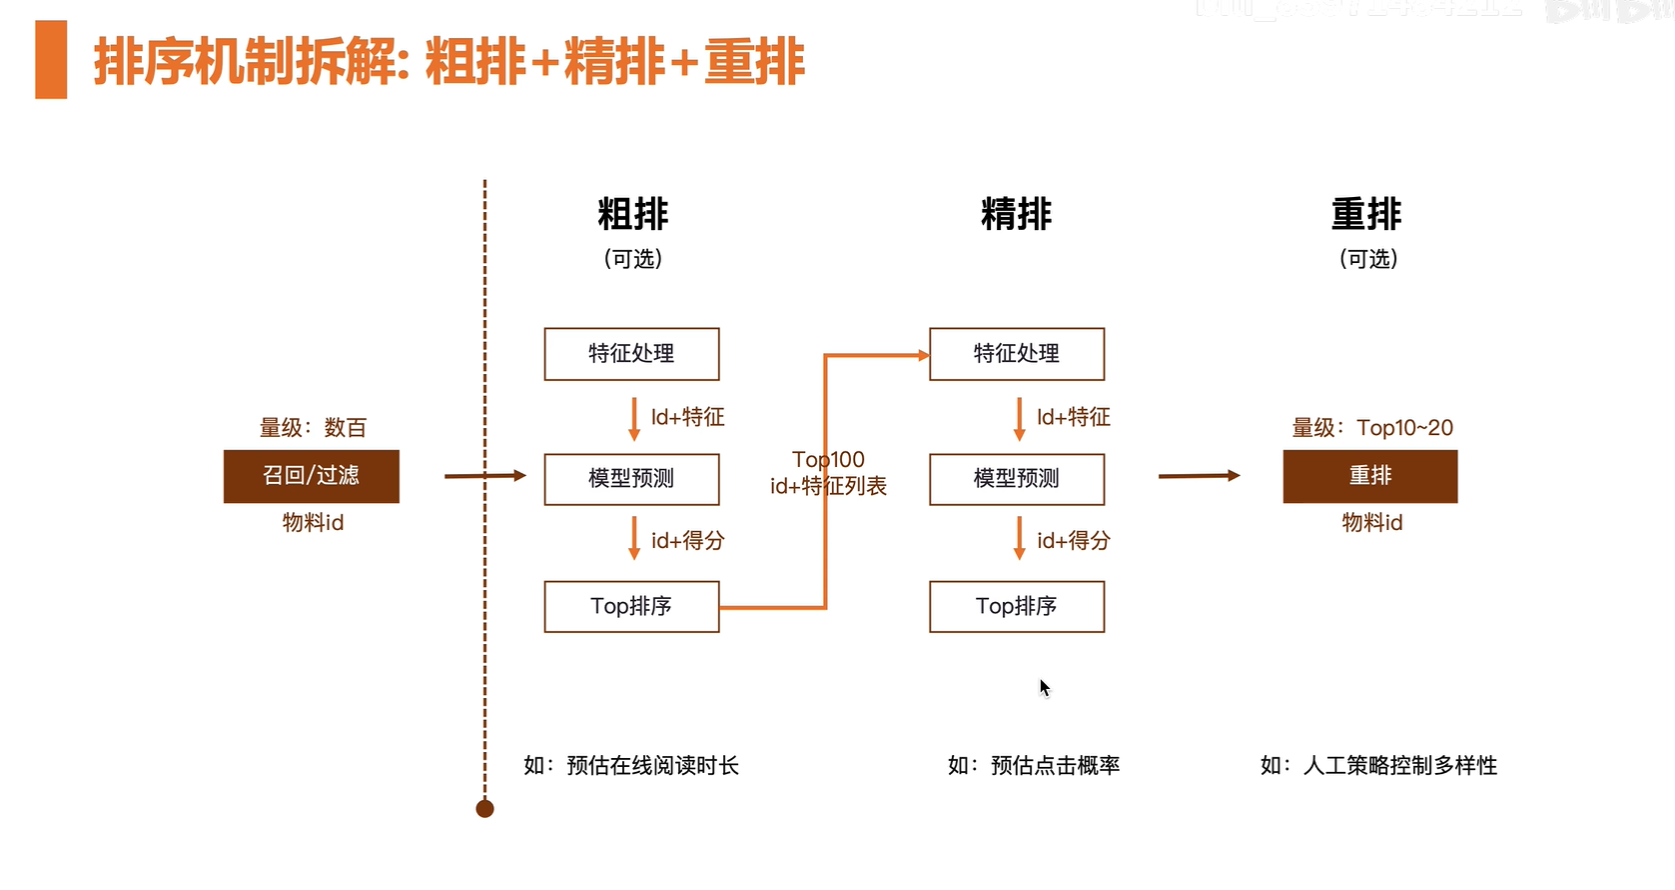 排序机制拆解: 粗排+精排+重排
粗排
(可选)
精排
重排
(可选)
量级：数百
召回/过滤
物料id
特征处理
Id+特征
模型预测
id+得分
Top排序
Top100
id+特征列表
特征处理
Id+特征
模型预测
id+得分
Top排序
量级：Top10~20
重排
物料id
如：预估在线阅读时长
如：预估点击概率
如：人工策略控制多样性